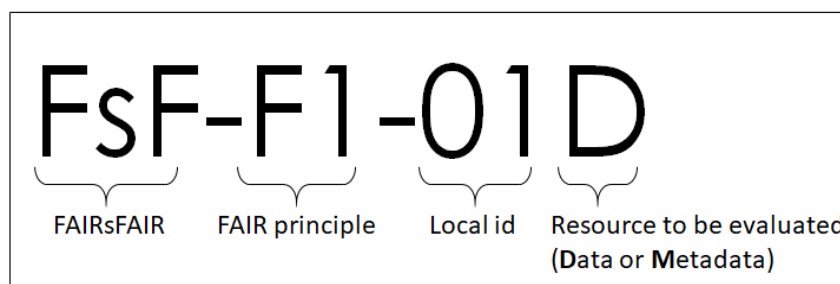 FsF-F1-01D
FAIRsFAIR FAIR principle Local id Resource to be evaluated
(Data or Metadata)